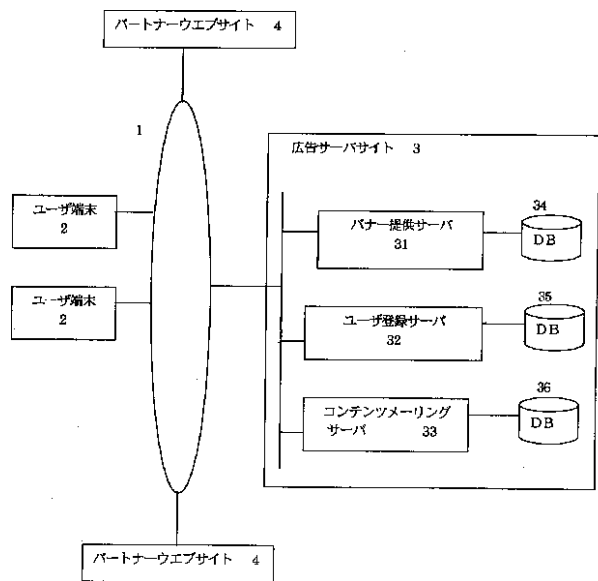 パートナーウエブサイト 4
1
広告サーバサイト 3
ユーザ端末
2
ユーザ端末
2
バナー提供サーバ
31
34
DB
ユーザ登録サーバ
32
35
DB
コンテンツメーリング
サーバ 33
36
DB
パートナーウエブサイト 4